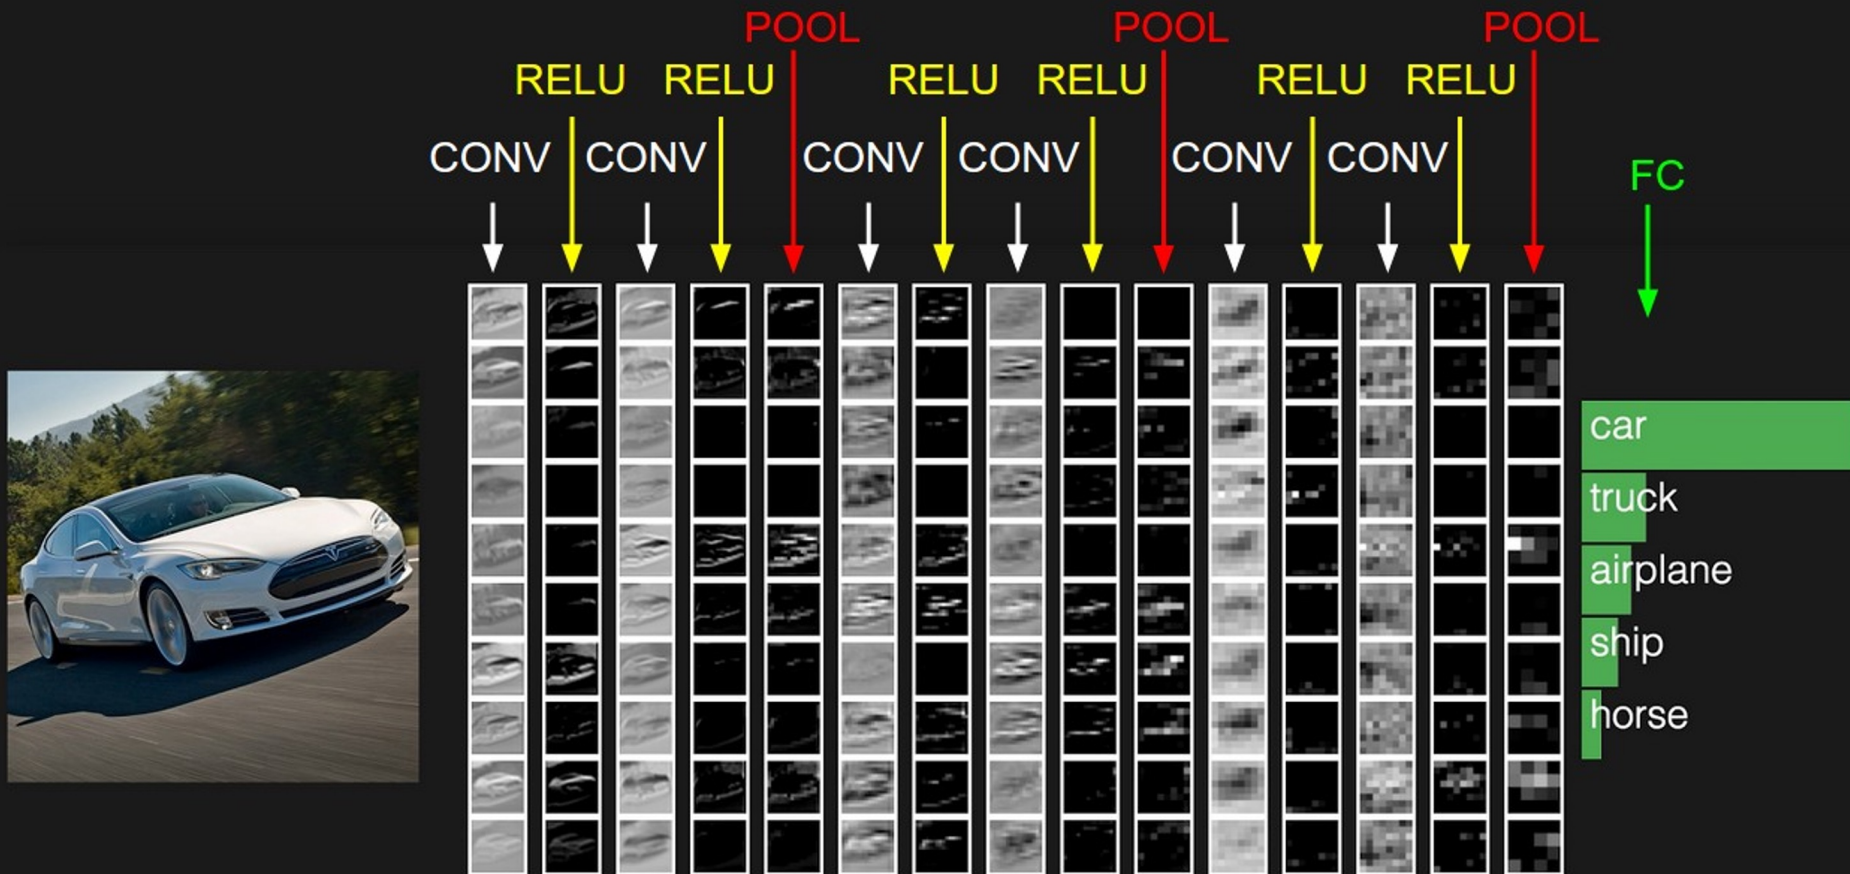 POOL POOL POOL
RELU RELU RELU RELU RELU RELU
CONV CONV CONV CONV CONV CONV
FC
car
truck
airplane
ship
horse